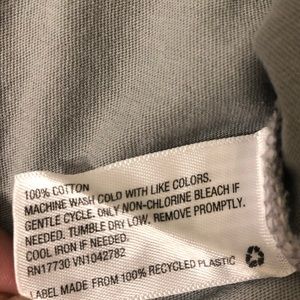 100% COTTON
MACHINE WASH COLD WITH LIKE COLORS.
GENTLE CYCLE. ONLY NON-CHLORINE BLEACH IF
NEEDED. TUMBLE DRY LOW. REMOVE PROMPTLY.
COOL IRON IF NEEDED.
RN17730 VN1042782
LABEL MADE FROM 100% RECYCLED PLASTIC